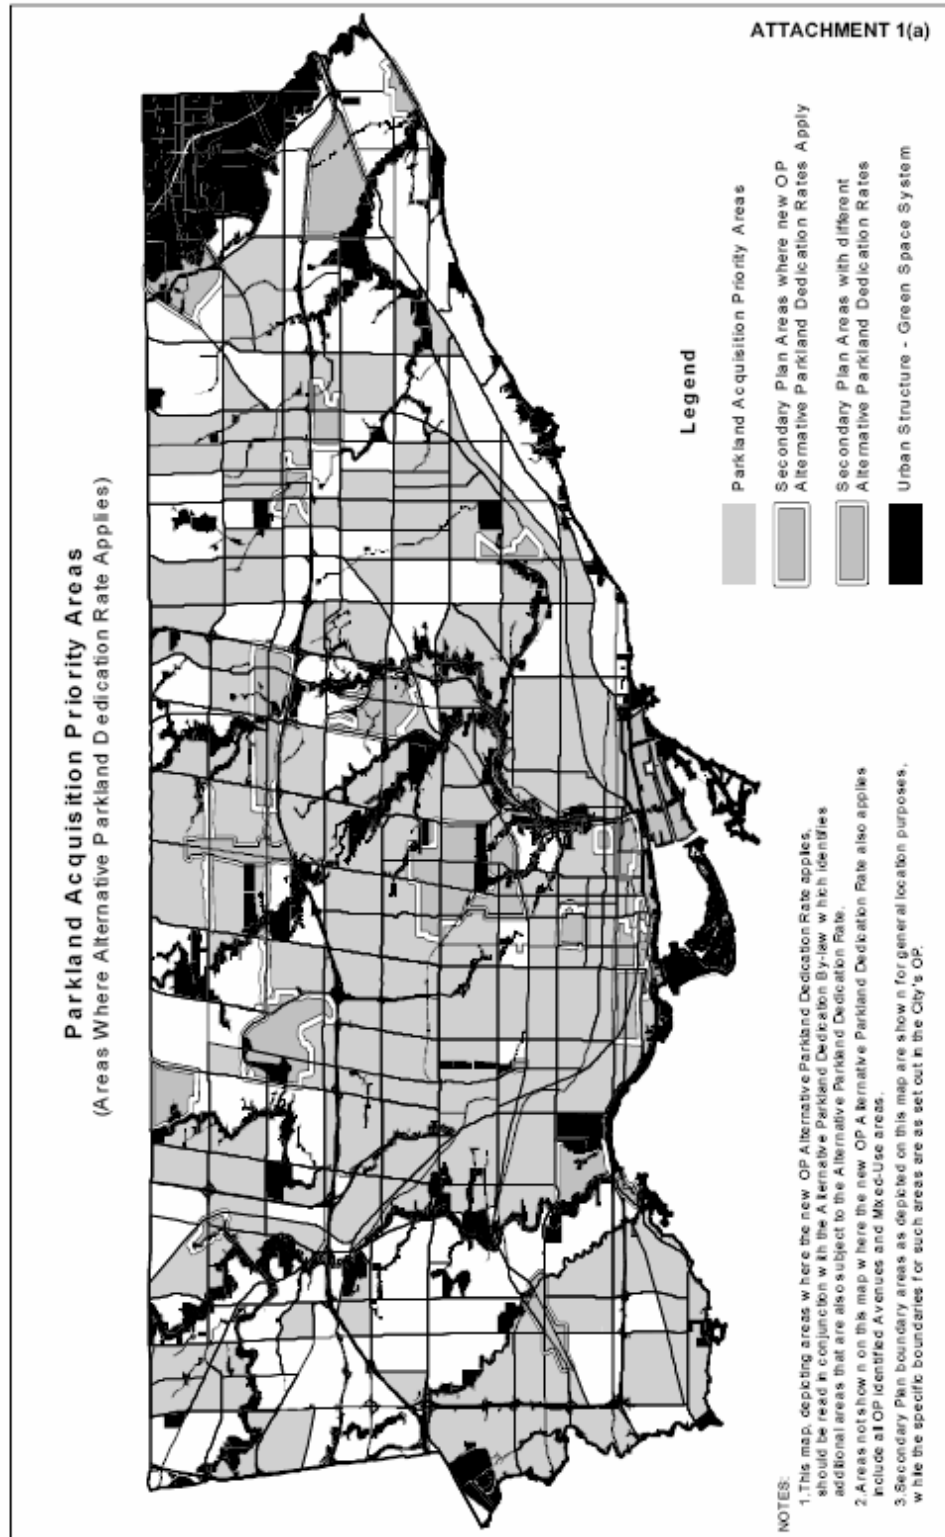 ATTACHMENT 1(a)
Parkland Acquisition Priority Areas
(Areas Where Alternative Parkland Dedication Rate Applies)
Legend
Parkland Acquisition Priority Areas
Secondary Plan Areas where new OP
Alternative Parkland Dedication Rates Apply
Secondary Plan Areas with different
Alternative Parkland Dedication Rates
Urban Structure - Green Space System
NOTES:
1.This map, depicting areas where the new OP Alternative Parkland Dedication Rate applies,
should be read in conjunction with the Alternative Parkland Dedication By-law which identifies
additional areas that are also subject to the Alternative Parkland Dedication Rate.
2.Areas not shown on this map where the new OP Alternative Parkland Dedication Rate also applies
include all OP identified Avenues and Mixed-Use areas.
3.Secondary Plan boundary areas as depicted on this map are shown for general location purposes,
while the specific boundaries for such areas are as set out in the City's OP.